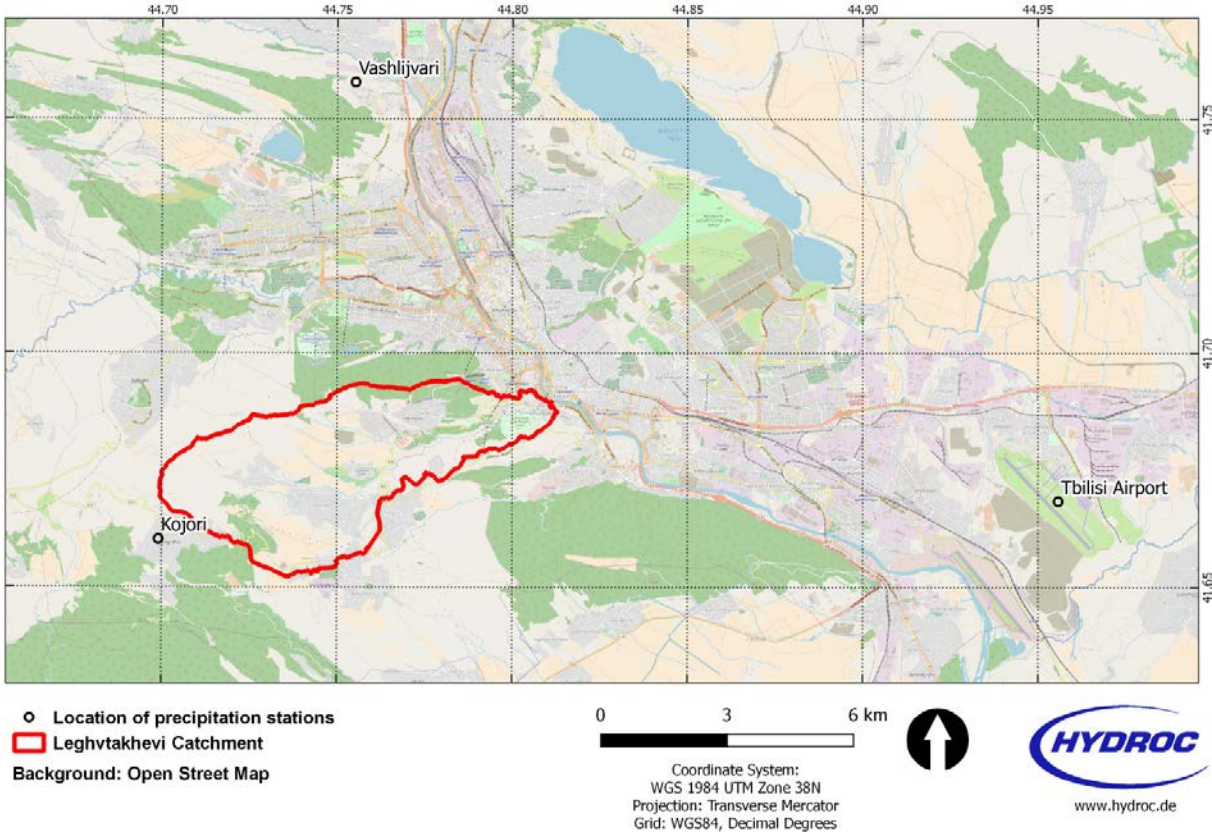 44.70 44.75 44.80 44.85 44.90 44.95
Vashlijvari
41.75
41.70
Tbilisi Airport
Kojori
41.65
Location of precipitation stations
Leghvtakhevi Catchment
Background: Open Street Map
0 3 6 km
Coordinate System:
WGS 1984 UTM Zone 38N
Projection: Transverse Mercator
Grid: WGS84, Decimal Degrees
HYDROC
www.hydroc.de